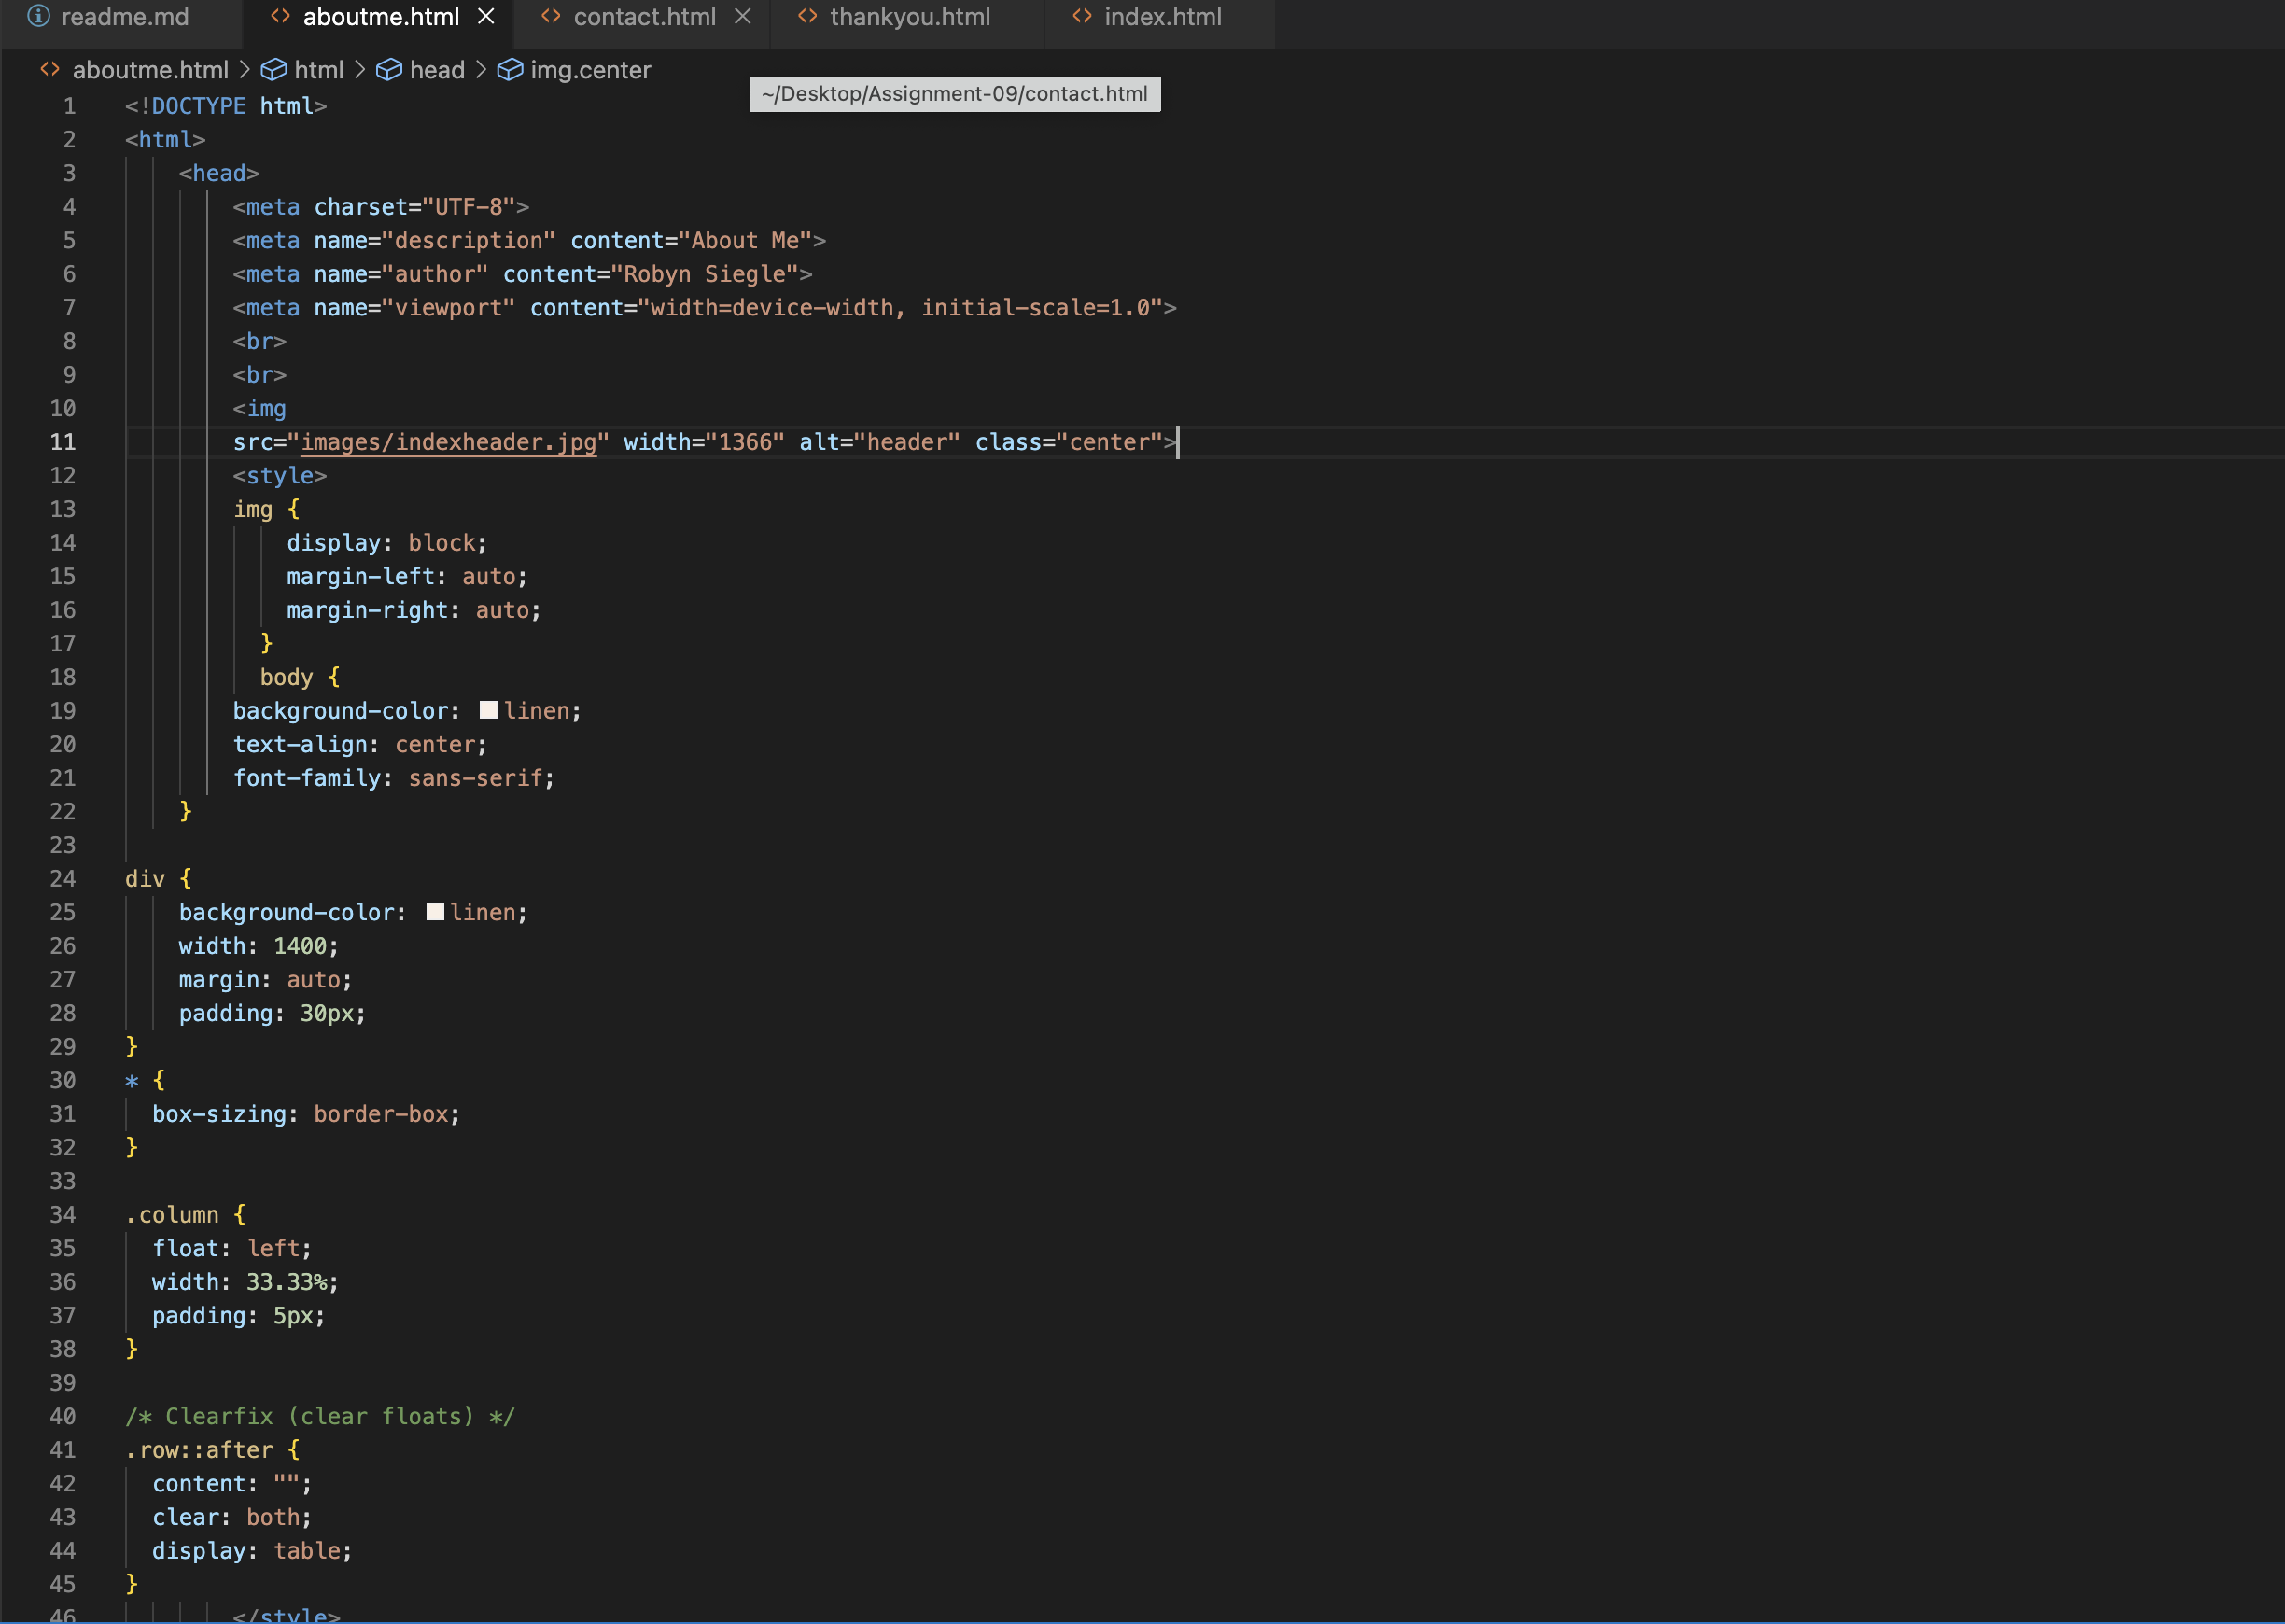 readme.md aboutme.html contact.html thankyou.html index.html
aboutme.html > html > head > img.center
~/Desktop/Assignment-09/contact.html
1 <!DOCTYPE html>
2 <html>
3 <head>
4 <meta charset="UTF-8">
5 <meta name="description" content="About Me">
6 <meta name="author" content="Robyn Siegle">
7 <meta name="viewport" content="width=device-width, initial-scale=1.0">
8 <br>
9 <br>
10 <img
11 src="images/indexheader.jpg" width="1366" alt="header" class="center">
12 <style>
13 img {
14 display: block;
15 margin-left: auto;
16 margin-right: auto;
17 }
18 body {
19 background-color: linen;
20 text-align: center;
21 font-family: sans-serif;
22 }
23
24 div {
25 background-color: linen;
26 width: 1400;
27 margin: auto;
28 padding: 30px;
29 }
30 * {
31 box-sizing: border-box;
32 }
33
34 .column {
35 float: left;
36 width: 33.33%;
37 padding: 5px;
38 }
39
40 /* Clearfix (clear floats) */
41 .row::after {
42 content: "";
43 clear: both;
44 display: table;
45 }
46 </style>